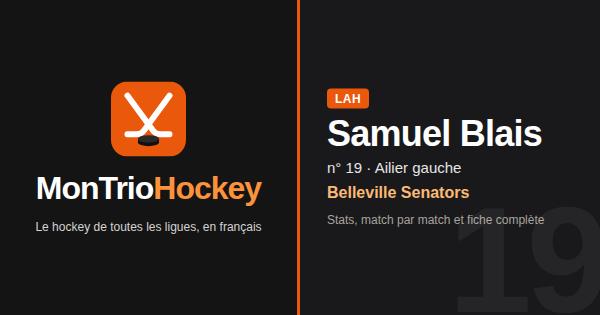 MonTrioHockey
Le hockey de toutes les ligues, en français
LAH
Samuel Blais
n° 19 · Ailier gauche
Belleville Senators
Stats, match par match et fiche complète
19